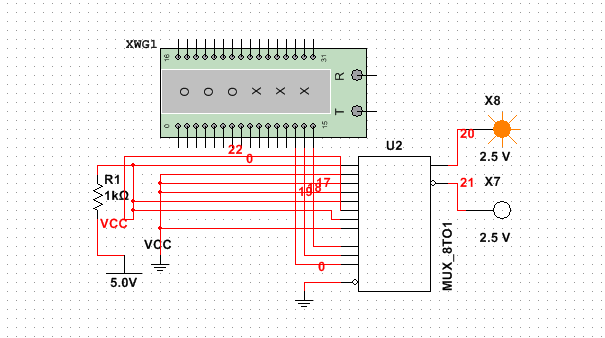 XWG1
16
31
O O O X X X
R
T
0
15
22
0
U2
X8
20
2.5 V
R1
1kΩ
17
18
19
21
X7
VCC
VCC
2.5 V
0
5.0V
MUX_8TO1